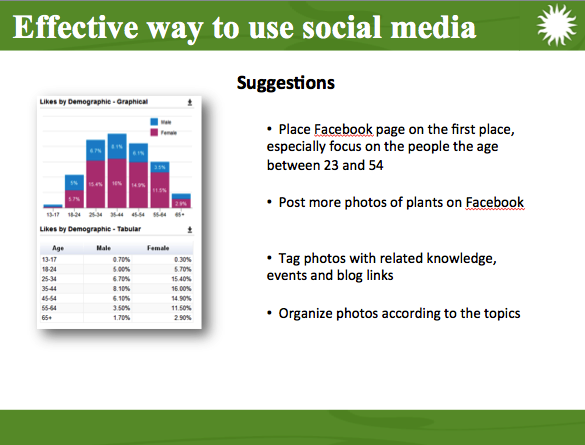 Effective way to use social media
Suggestions
Likes by Demographic - Graphical
Male
Female
5%
5.7%
6.7%
15.4%
8.1%
16%
6.1%
14.9%
3.5%
11.5%
2.9%
13-17 18-24 25-34 35-44 45-54 55-64 65+
Likes by Demographic - Tabular
Age Male Female
13-17 0.70% 0.30%
18-24 5.00% 5.70%
25-34 6.70% 15.40%
35-44 8.10% 16.00%
45-54 6.10% 14.90%
55-64 3.50% 11.50%
65+ 1.70% 2.90%
• Place Facebook page on the first place,
especially focus on the people the age
between 23 and 54
• Post more photos of plants on Facebook
• Tag photos with related knowledge,
events and blog links
• Organize photos according to the topics